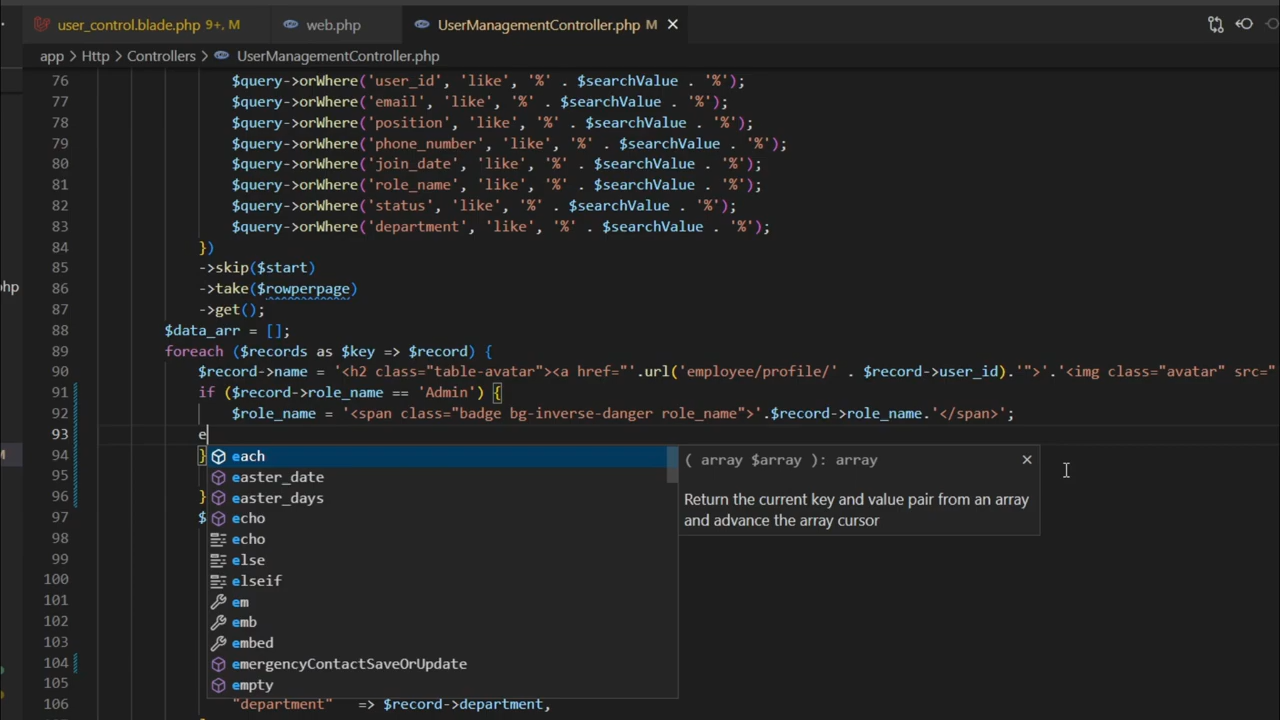 user_control.blade.php 9+, M web.php UserManagementController.php M
app > Http > Controllers > UserManagementController.php
76 $query->orWhere('user_id', 'like', '%' . $searchValue . '%');
77 $query->orWhere('email', 'like', '%' . $searchValue . '%');
78 $query->orWhere('position', 'like', '%' . $searchValue . '%');
79 $query->orWhere('phone_number', 'like', '%' . $searchValue . '%');
80 $query->orWhere('join_date', 'like', '%' . $searchValue . '%');
81 $query->orWhere('role_name', 'like', '%' . $searchValue . '%');
82 $query->orWhere('status', 'like', '%' . $searchValue . '%');
83 $query->orWhere('department', 'like', '%' . $searchValue . '%');
84 })
85 ->skip($start)
php
86 ->take($rowperpage)
87 ->get();
88 $data_arr = [];
89 foreach ($records as $key => $record) {
90 $record->name = '<h2 class="table-avatar"><a href="'.url('employee/profile/' . $record->user_id).'">'.'<img class="avatar" src="
91 if ($record->role_name == 'Admin') {
92 $role_name = '<span class="badge bg-inverse-danger role_name">'.$record->role_name.'</span>';
93 e
M
94 } each ( array $array ): array
95 easter_date
96 } easter_days Return the current key and value pair from an array
97 $ echo and advance the array cursor
98 echo
99 else
100 elseif
101 em
102 emb
103 embed
104 emergencyContactSaveOrUpdate
105 empty
106 "department" => $record->department,